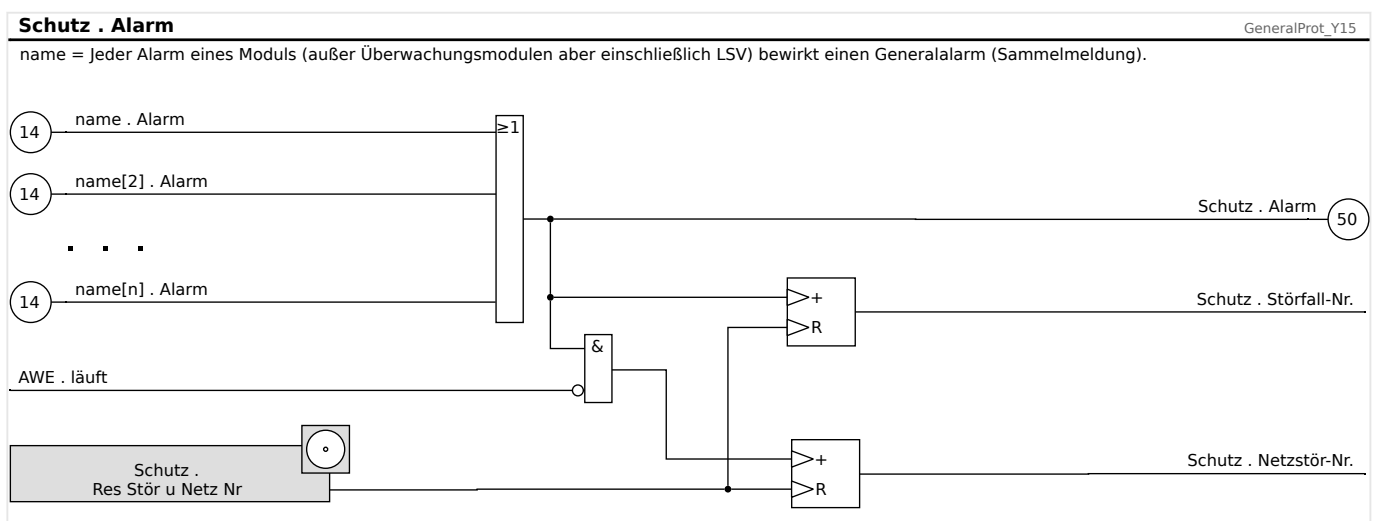 Schutz . Alarm
GeneralProt_Y15
name = Jeder Alarm eines Moduls (außer Überwachungsmodulen aber einschließlich LSV) bewirkt einen Generalalarm (Sammelmeldung).
14
name . Alarm
≥1
14
name[2] . Alarm
Schutz . Alarm
50
14
name[n] . Alarm
+
Schutz . Störfall-Nr.
R
&
AWE . läuft
+
Schutz . Netzstör-Nr.
Schutz .
Res Stör u Netz Nr
R